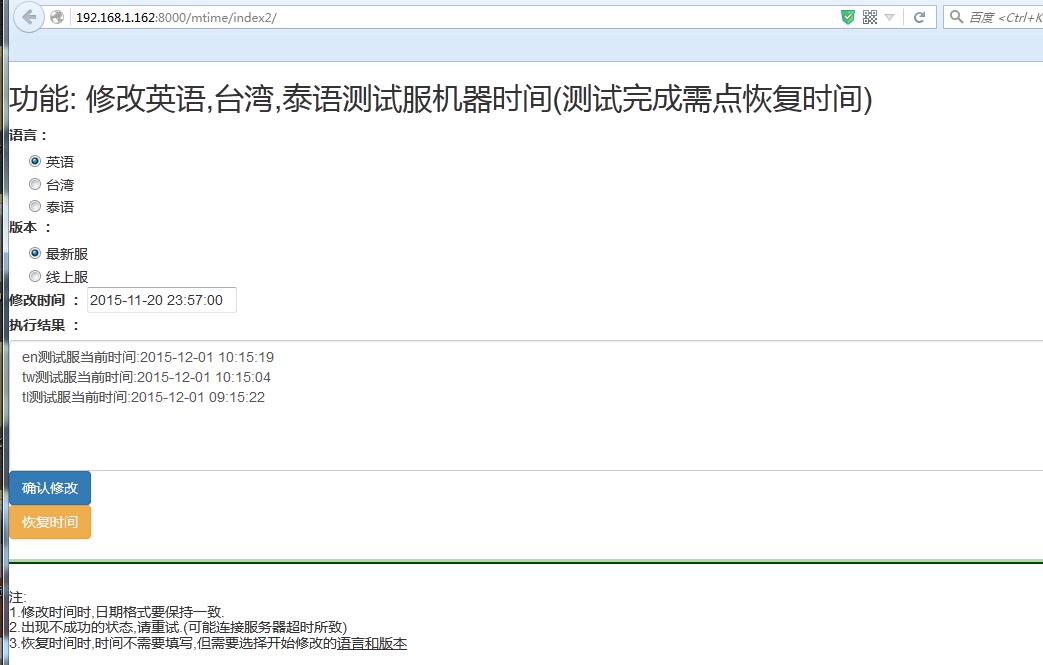 192.168.1.162:8000/mtime/index2/
百度 <Ctrl+K
功能: 修改英语,台湾,泰语测试服机器时间(测试完成需点恢复时间)
语言：
英语
台湾
泰语
版本 ：
最新服
线上服
修改时间 ： 2015-11-20 23:57:00
执行结果 ：
en测试服当前时间:2015-12-01 10:15:19
tw测试服当前时间:2015-12-01 10:15:04
tl测试服当前时间:2015-12-01 09:15:22
确认修改
恢复时间
注:
1.修改时间时,日期格式要保持一致.
2.出现不成功的状态,请重试.(可能连接服务器超时所致)
3.恢复时间时,时间不需要填写,但需要选择开始修改的语言和版本